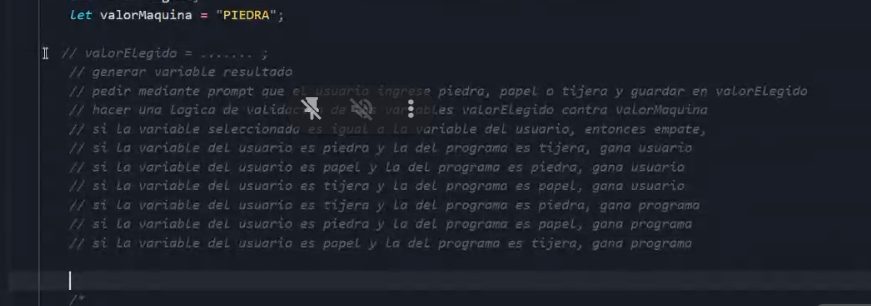 let valorMaquina = "PIEDRA";
// valorElegido = ....... ;
// generar variable resultado
// pedir mediante prompt que el usuario ingrese piedra, papel o tijera y guardar en valorElegido
// hacer una logica de validacion de las variables valorElegido contra valorMaquina
// si la variable seleccionada es igual a la variable del usuario, entonces empate,
// si la variable del usuario es piedra y la del programa es tijera, gana usuario
// si la variable del usuario es papel y la del programa es piedra, gana usuario
// si la variable del usuario es tijera y la del programa es papel, gana usuario
// si la variable del usuario es tijera y la del programa es piedra, gana programa
// si la variable del usuario es piedra y la del programa es papel, gana programa
// si la variable del usuario es papel y la del programa es tijera, gana programa
/*